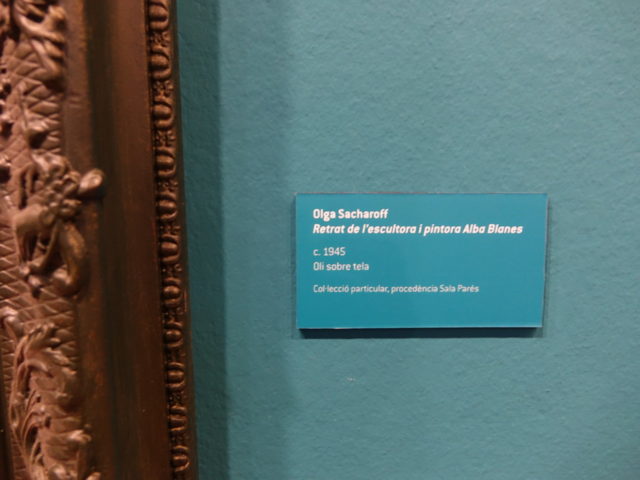 Olga Sacharoff
Retrat de l'escultora i pintora Alba Blanes
c. 1945
Oli sobre tela
Col·lecció particular, procedència Sala Parés